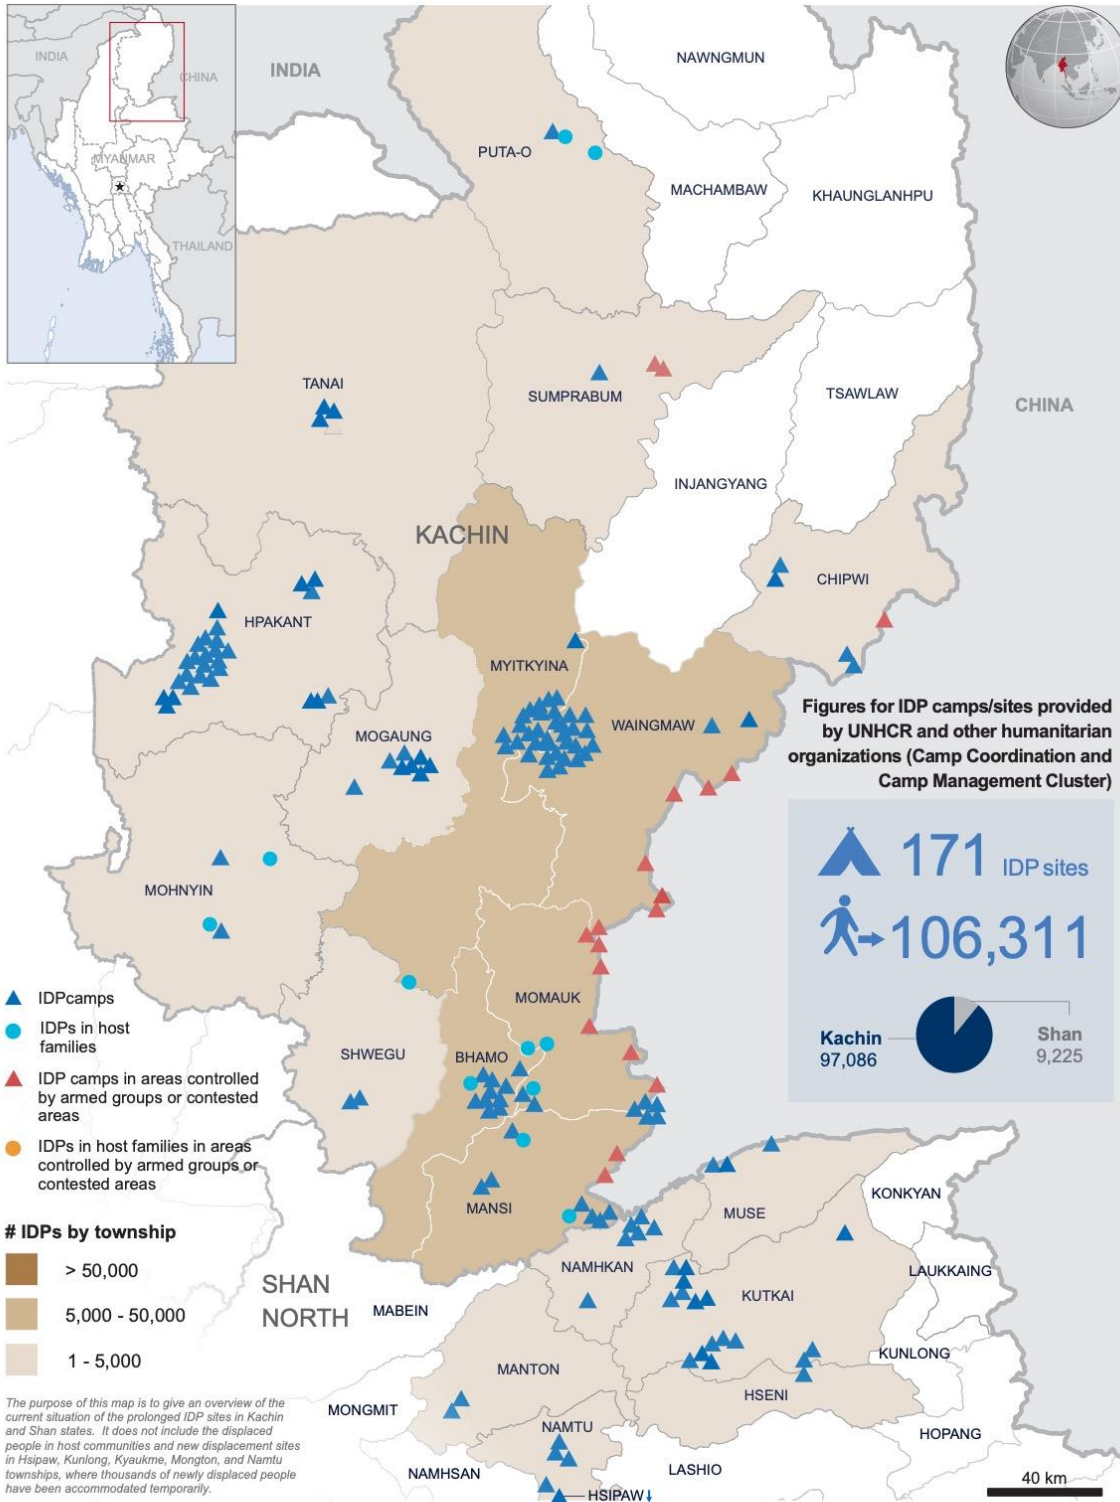 INDIA
CHINA
MYANMAR
THAILAND
INDIA
NAWNGMUN
PUTA-O
MACHAMBAW
KHAUNGLANHPU
TANAI
SUMPRABUM
TSAWLAW
CHINA
INJANGYANG
KACHIN
CHIPWI
HPAKANT
MYITKYINA
WAINGMAW
MOGAUNG
Figures for IDP camps/sites provided
by UNHCR and other humanitarian
organizations (Camp Coordination and
Camp Management Cluster)
171 IDP sites
106,311
Kachin
97,086
Shan
9,225
MOHNYIN
MOMAUK
SHWEGU
BHAMO
MANSI
IDPcamps
IDPs in host
families
IDP camps in areas controlled
by armed groups or contested
areas
IDPs in host families in areas
controlled by armed groups or
contested areas
# IDPs by township
> 50,000
5,000 - 50,000
1 - 5,000
SHAN
NORTH
MABEIN
KONKYAN
MUSE
NAMHKAN
LAUKKAING
KUTKAI
KUNLONG
MANTON
HSENI
MONGMIT
NAMTU
HOPANG
NAMHSAN
LASHIO
HSIPAW
40 km
The purpose of this map is to give an overview of the
current situation of the prolonged IDP sites in Kachin
and Shan states. It does not include the displaced
people in host communities and new displacement sites
in Hsipaw, Kunlong, Kyaukme, Mongton, and Namtu
townships, where thousands of newly displaced people
have been accommodated temporarily.